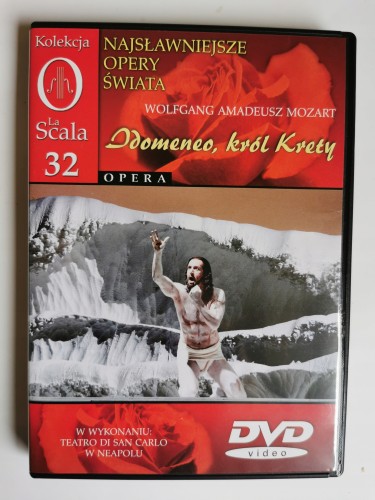 Kolekcja
La
Scala
32
NAJSŁAWNIEJSZE
OPERY
ŚWIATA
WOLFGANG AMADEUSZ MOZART
Idomeneo, król Krety
OPERA
W WYKONANIU:
TEATRO DI SAN CARLO
W NEAPOLU
DVD
video